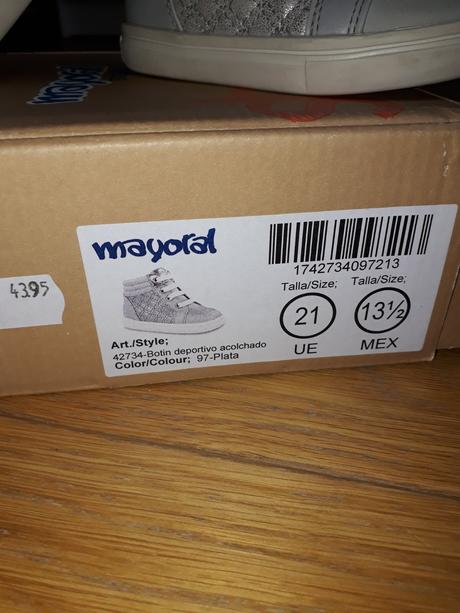 mayoral
mayoral
1742734097213
Talla/Size; Talla/Size;
21 13½
UE MEX
Art./Style;
42734-Botin deportivo acolchado
Color/Colour; 97-Plata
4395